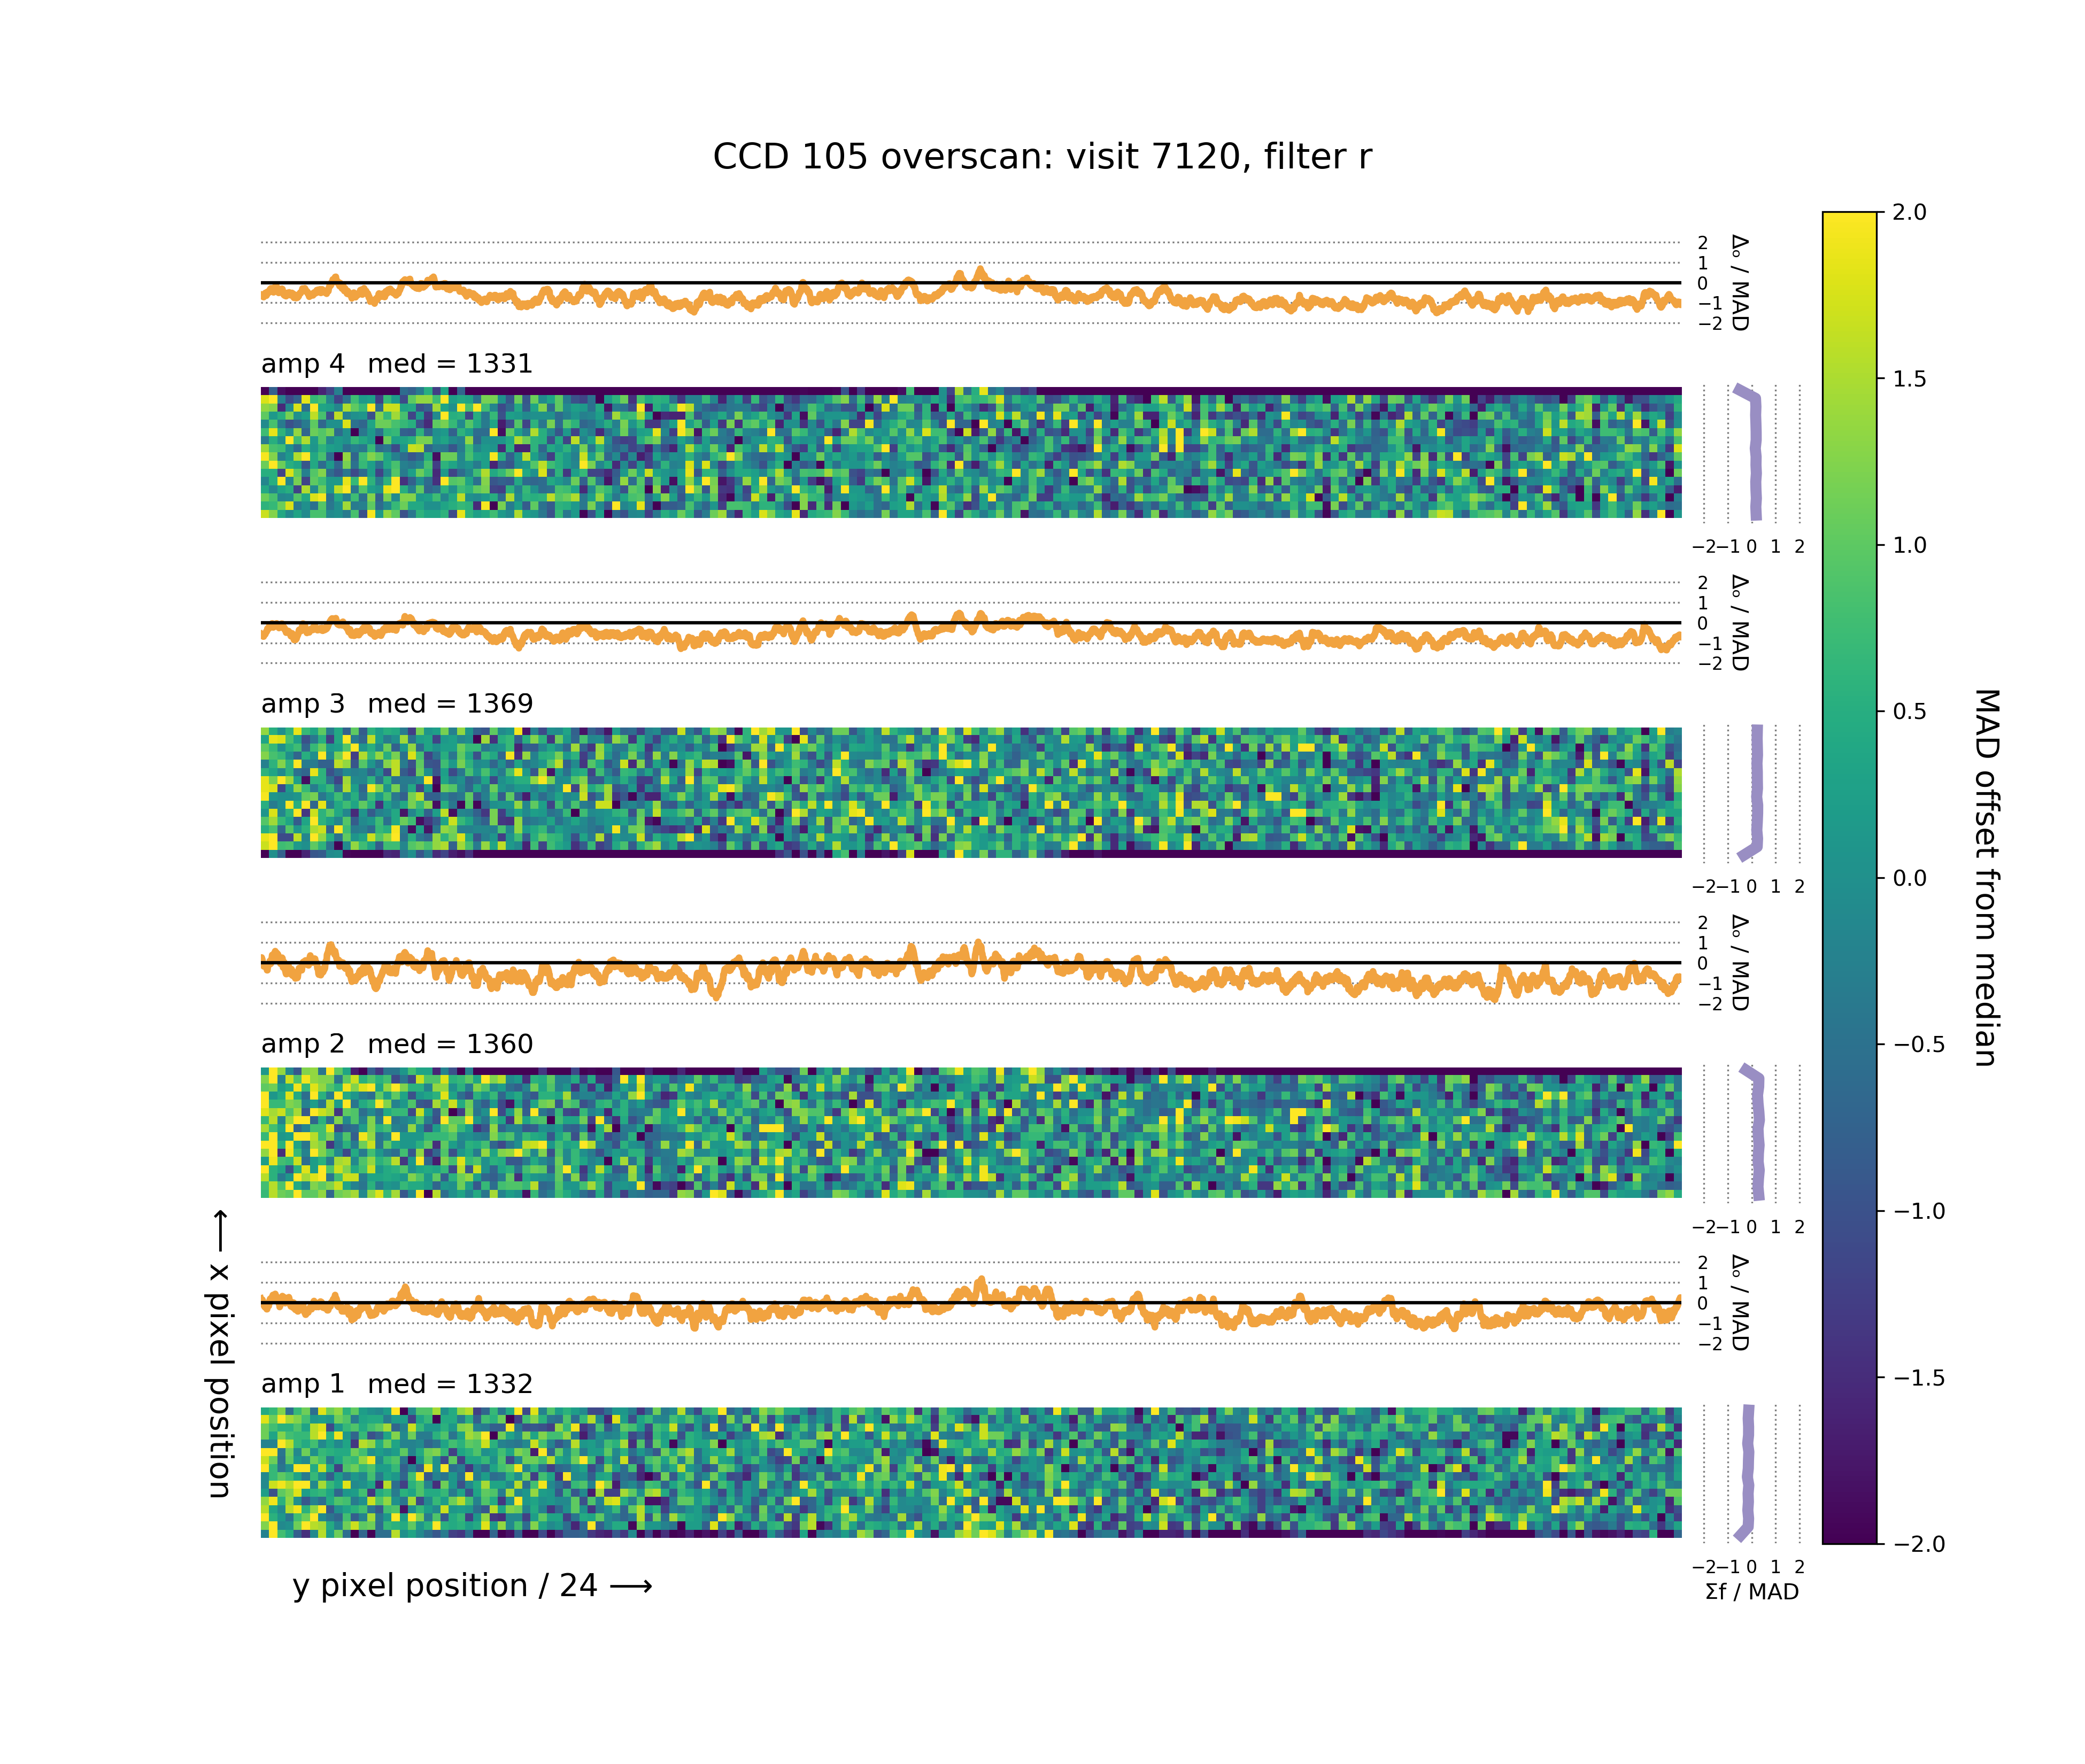 CCD 105 overscan: visit 7120, filter r
2
1
0
−1
−2
Δₒ / MAD
amp 4 med = 1331
−2 −1 0 1 2
2
1
0
−1
−2
Δₒ / MAD
amp 3 med = 1369
−2 −1 0 1 2
2
1
0
−1
−2
Δₒ / MAD
amp 2 med = 1360
−2 −1 0 1 2
2
1
0
−1
−2
Δₒ / MAD
amp 1 med = 1332
−2 −1 0 1 2
Σf / MAD
⟵ x pixel position
y pixel position / 24 ⟶
2.0
1.5
1.0
0.5
0.0
−0.5
−1.0
−1.5
−2.0
MAD offset from median